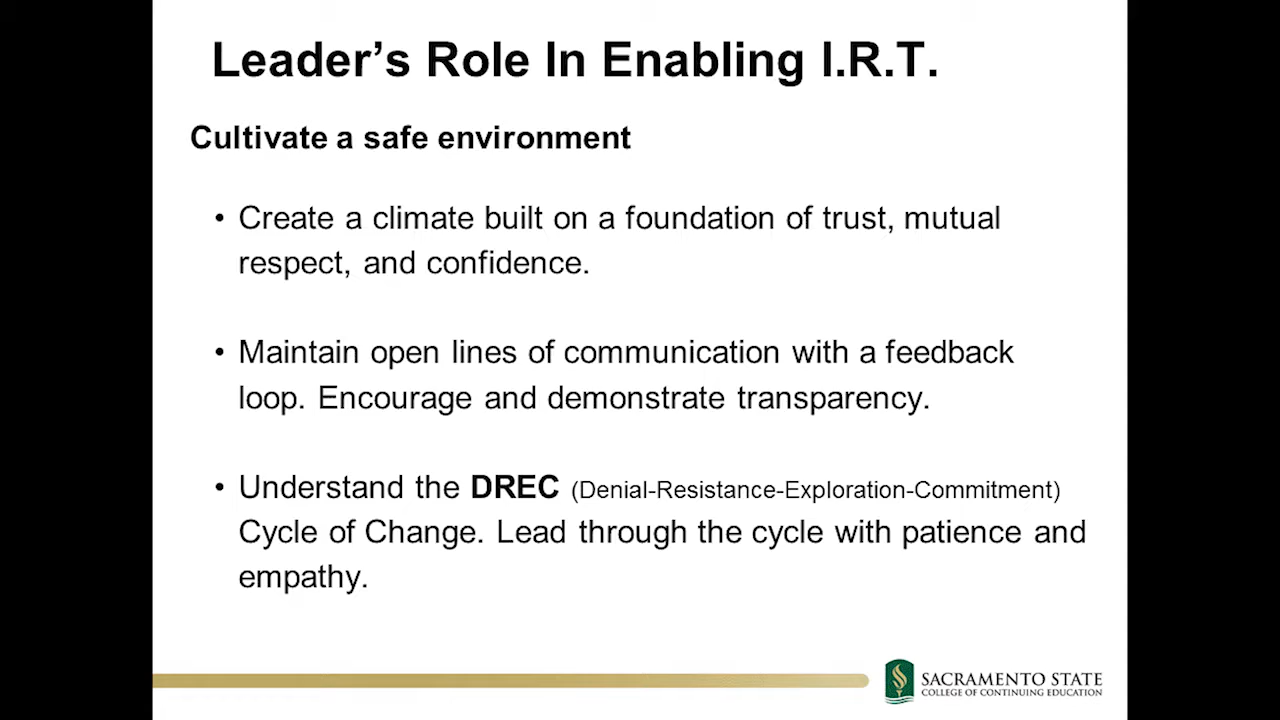 Leader’s Role In Enabling I.R.T.
Cultivate a safe environment
• Create a climate built on a foundation of trust, mutual
respect, and confidence.
• Maintain open lines of communication with a feedback
loop. Encourage and demonstrate transparency.
• Understand the DREC (Denial-Resistance-Exploration-Commitment)
Cycle of Change. Lead through the cycle with patience and
empathy.
SACRAMENTO STATE
COLLEGE OF CONTINUING EDUCATION